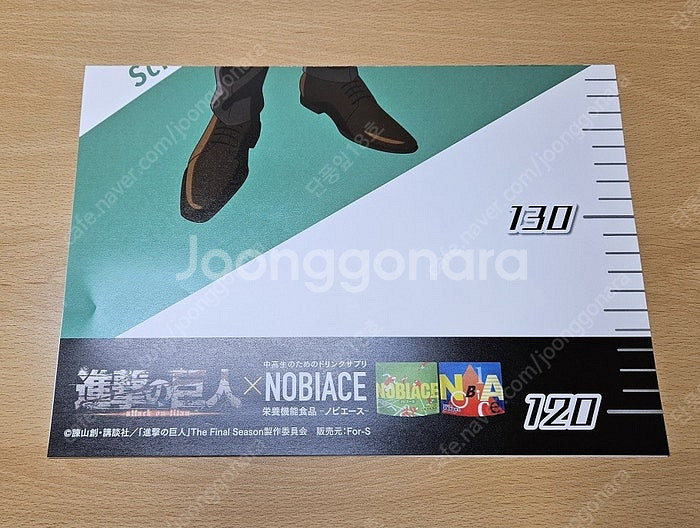 130
Joonggonara
進撃の巨人
attack on titan
×
中高生のためのドリンクサプリ
NOBIACE
栄養機能食品 -ノビエース-
NOBIACE
NBA
120
©諫山創・講談社／「進撃の巨人」The Final Season製作委員会 販売元：For-S
cafe.naver.com/joonggonara